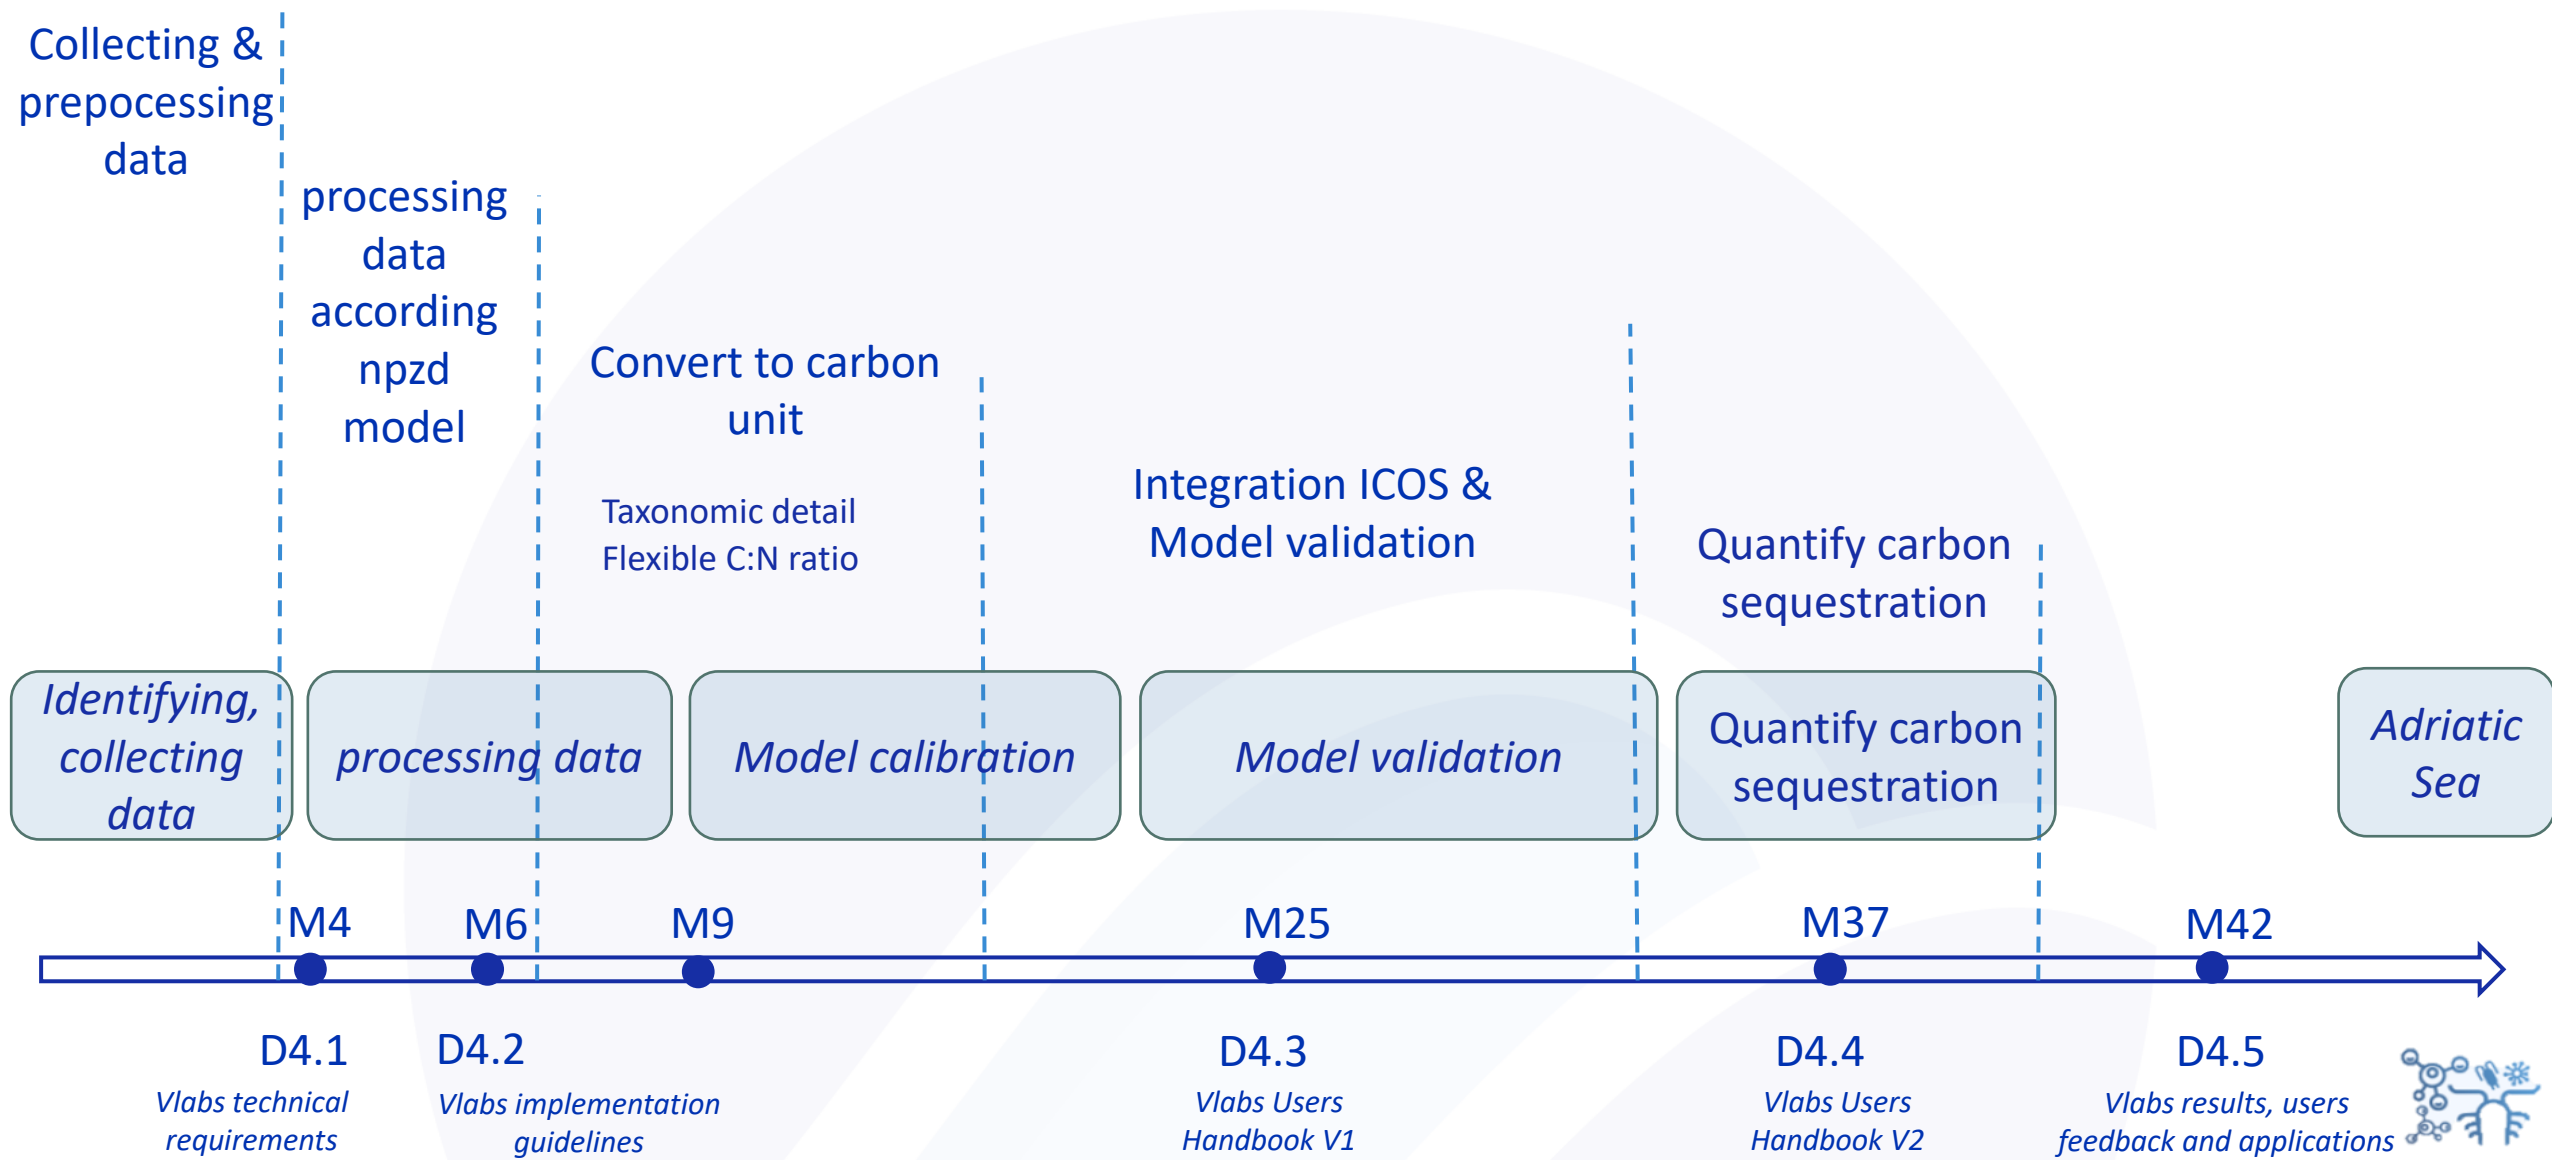 Collecting &
prepocessing
data
processing
data
according
npzd
model
Convert to carbon
unit
Taxonomic detail
Flexible C:N ratio
Integration ICOS &
Model validation
Quantify carbon
sequestration
Identifying,
collecting
data
processing data
Model calibration
Model validation
Quantify carbon
sequestration
Adriatic
Sea
M4
M6
M9
M25
M37
M42
D4.1
Vlabs technical
requirements
D4.2
Vlabs implementation
guidelines
D4.3
Vlabs Users
Handbook V1
D4.4
Vlabs Users
Handbook V2
D4.5
Vlabs results, users
feedback and applications